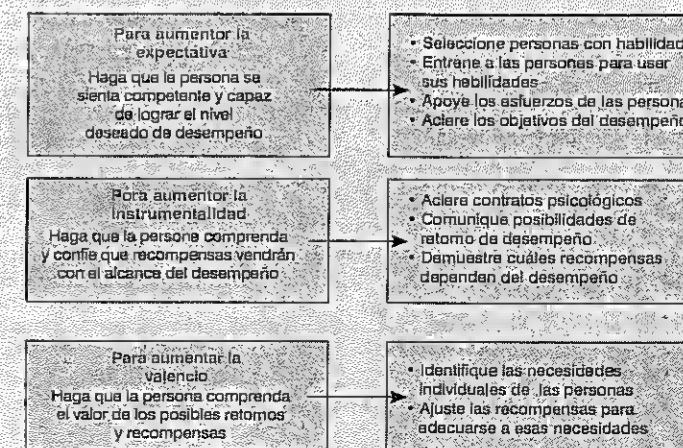 Para aumentar la
expectativa
Haga que la persona se
sienta competente y capaz
de lograr el nivel
deseado de desempeño
• Seleccione personas con habilidad
• Entrene a las personas para usar
sus habilidades
• Apoye los esfuerzos de las persona
• Aclare los objetivos del desempeño
Para aumentar la
instrumentalidad
Haga que la persona comprenda
y confíe que recompensas vendrán
con el alcance del desempeño
• Aclare contratos psicológicos
• Comunique posibilidades de
retorno de desempeño
• Demuestre cuáles recompensas
dependen del desempeño
Para aumentar la
valencia
Haga que la persona comprenda
el valor de los posibles retornos
y recompensas
• Identifique las necesidades
individuales de las personas
• Ajuste las recompensas para
adecuarse a esas necesidades